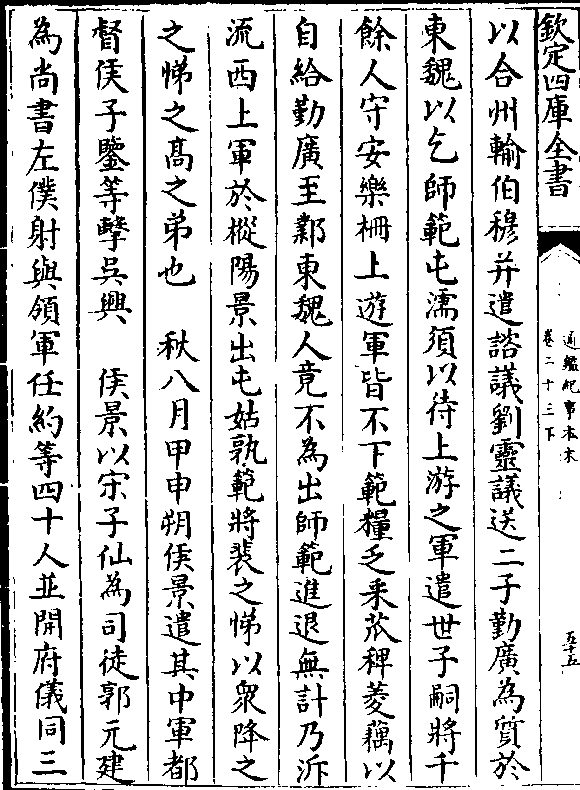 欽定四庫全書
通鑑紀事本末
卷二十三下
五十五
以合州輸伯穆并遣諮議劉靈議送二子勤廣為質於
東魏以乞師範屯濡須以待上游之軍遣世子嗣將千
餘人守安樂柵上遊軍皆不下範糧乏采苽稗菱藕以
自給勤廣至鄴東魏人竟不為出師範進退無計乃泝
流西上軍於樅陽景出屯姑孰範將裴之悌以衆降之
之悌之高之弟也 秋八月甲申朔侯景遣其中軍都
督侯子鑒等擊吳興 侯景以宋子仙為司徒郭元建
為尚書左僕射與領軍任約等四十人並開府儀同三